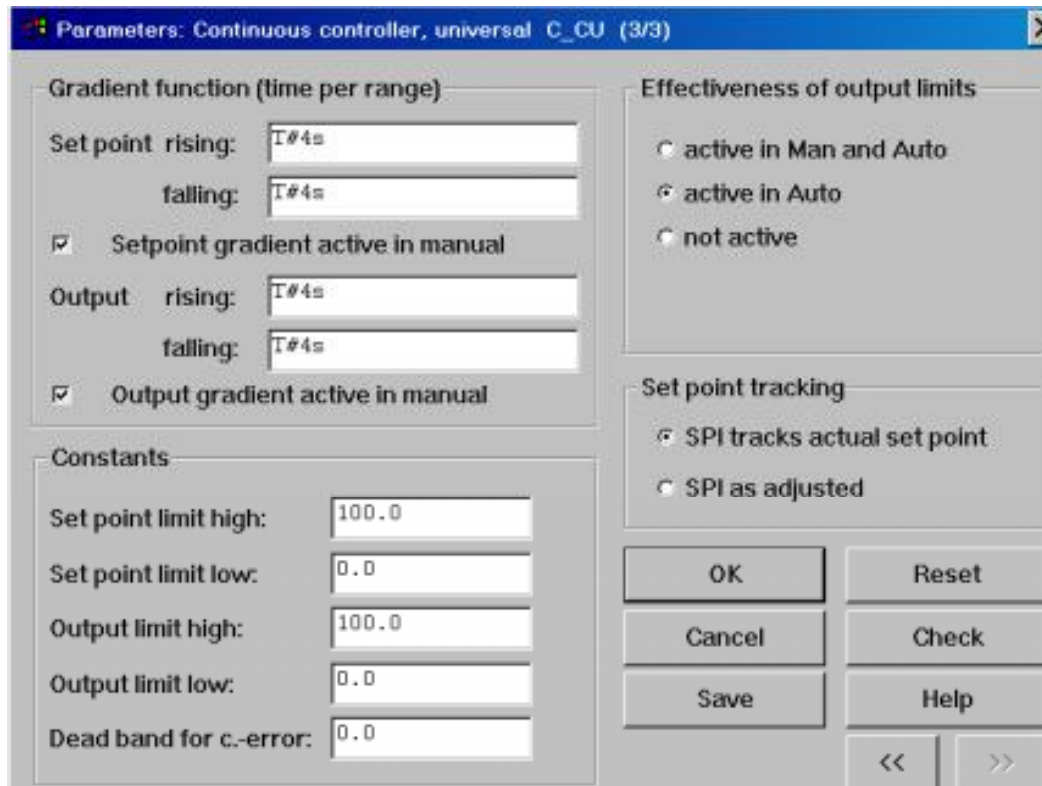 Parameters: Continuous controller, universal C_CU (3/3)
Gradient function (time per range)
Set point rising: T#4s
falling: T#4s
Setpoint gradient active in manual
Output rising: T#4s
falling: T#4s
Output gradient active in manual
Constants
Set point limit high: 100.0
Set point limit low: 0.0
Output limit high: 100.0
Output limit low: 0.0
Dead band for c.-error: 0.0
Effectiveness of output limits
active in Man and Auto
active in Auto
not active
Set point tracking
SPI tracks actual set point
SPI as adjusted
OK Reset
Cancel Check
Save Help
<< >>